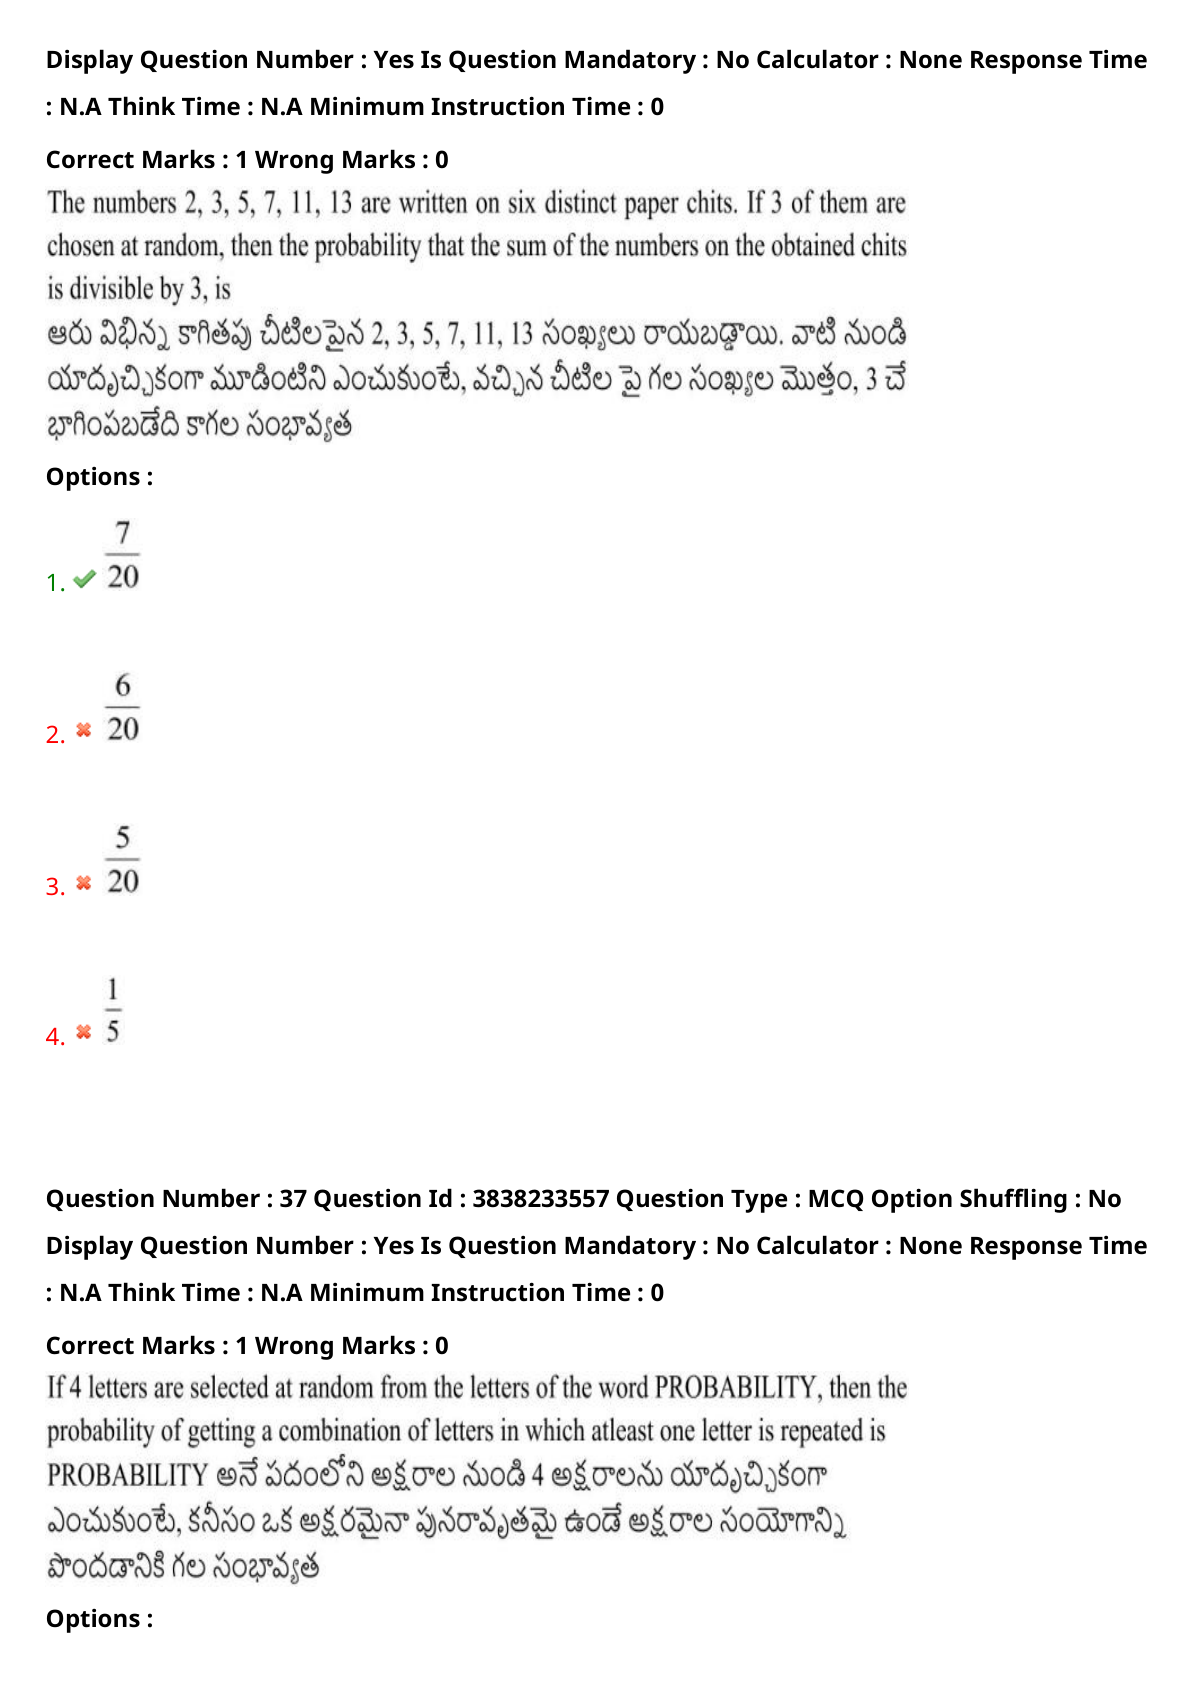 Display Question Number : Yes Is Question Mandatory : No Calculator : None Response Time
: N.A Think Time : N.A Minimum Instruction Time : 0
Correct Marks : 1 Wrong Marks : 0
The numbers 2, 3, 5, 7, 11, 13 are written on six distinct paper chits. If 3 of them are
chosen at random, then the probability that the sum of the numbers on the obtained chits
is divisible by 3, is
ఆరు విభిన్న కాగితపు చీటిలపైన 2, 3, 5, 7, 11, 13 సంఖ్యలు రాయబడ్డాయి. వాటి నుండి
యాదృచ్ఛికంగా మూడింటిని ఎంచుకుంటే, వచ్చిన చీటిల పై గల సంఖ్యల మొత్తం, 3 చే
భాగింపబడేది కాగల సంభావ్యత
Options :
1. 7/20
2. 6/20
3. 5/20
4. 1/5
Question Number : 37 Question Id : 3838233557 Question Type : MCQ Option Shuffling : No
Display Question Number : Yes Is Question Mandatory : No Calculator : None Response Time
: N.A Think Time : N.A Minimum Instruction Time : 0
Correct Marks : 1 Wrong Marks : 0
If 4 letters are selected at random from the letters of the word PROBABILITY, then the
probability of getting a combination of letters in which atleast one letter is repeated is
PROBABILITY అనే పదంలోని అక్షరాల నుండి 4 అక్షరాలను యాదృచ్ఛికంగా
ఎంచుకుంటే, కనీసం ఒక అక్షరమైనా పునరావృతమై ఉండే అక్షరాల సంయోగాన్ని
పొందడానికి గల సంభావ్యత
Options :